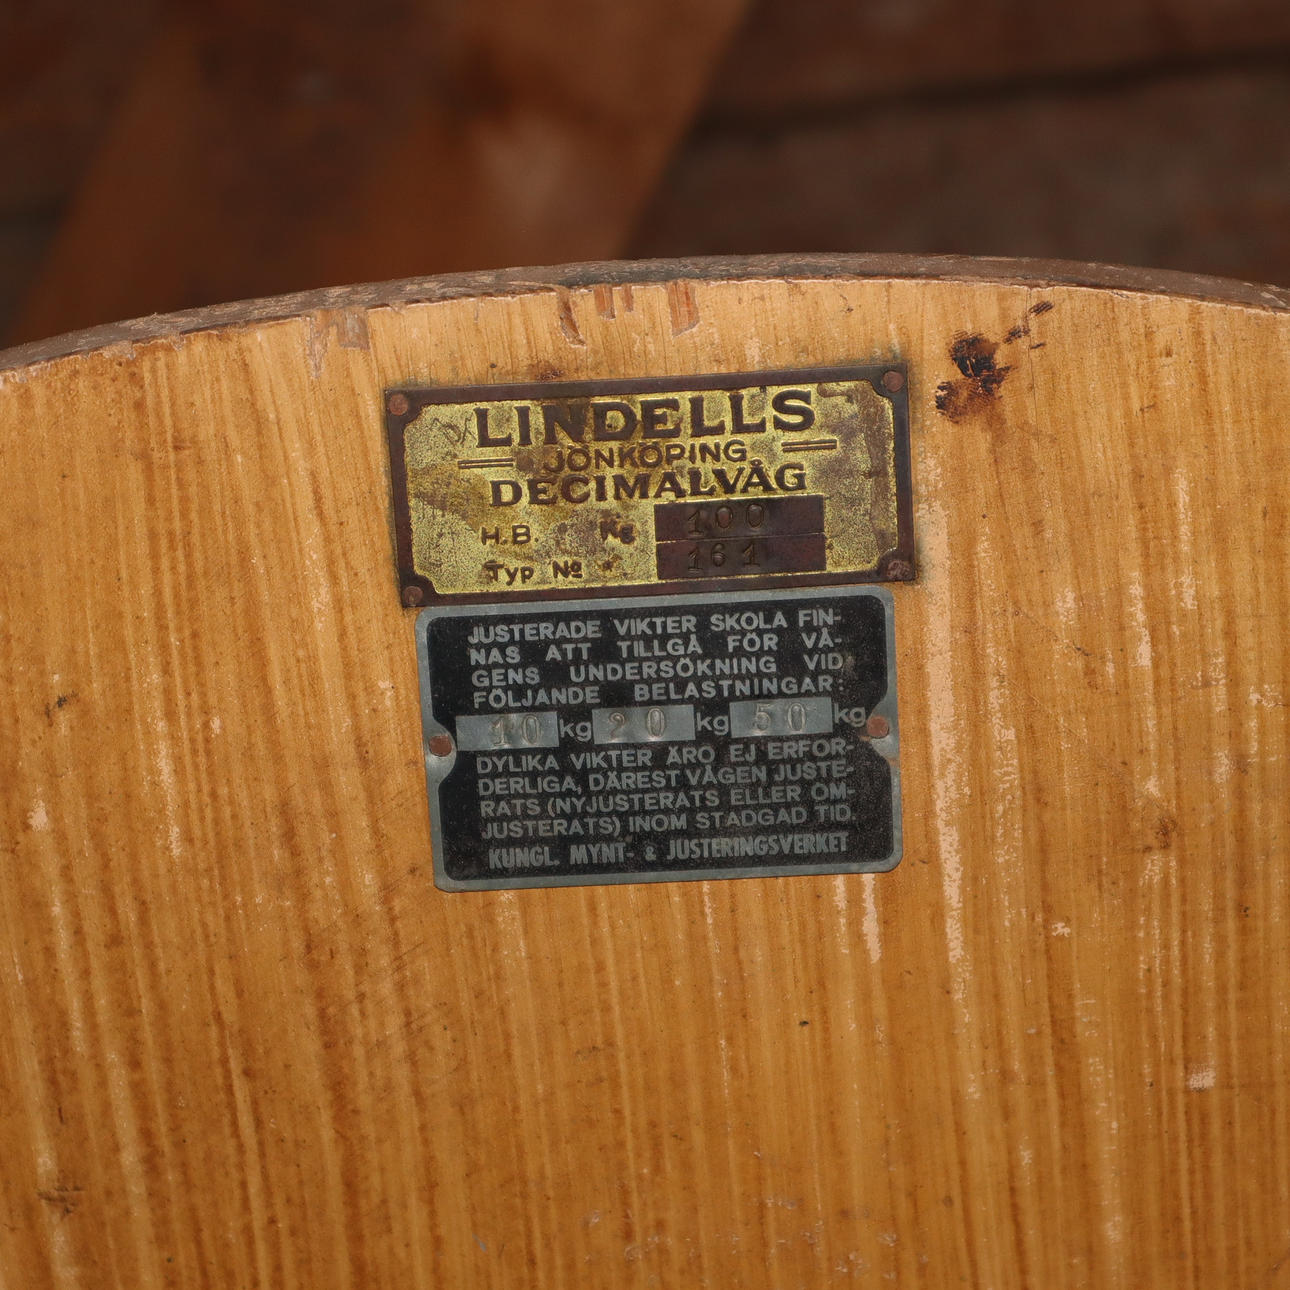 LINDELLS
JÖNKÖPING
DECIMALVÅG
H.B. Kg 100
Typ № 161
JUSTERADE VIKTER SKOLA FIN-
NAS ATT TILLGÅ FÖR VÅ-
GENS UNDERSÖKNING VID
FÖLJANDE BELASTNINGAR:
10 kg 20 kg 50 kg
DYLIKA VIKTER ÄRO EJ ERFOR-
DERLIGA, DÄREST VÅGEN JUSTE-
RATS (NYJUSTERATS ELLER OM-
JUSTERATS) INOM STADGAD TID.
KUNGL. MYNT- & JUSTERINGSVERKET